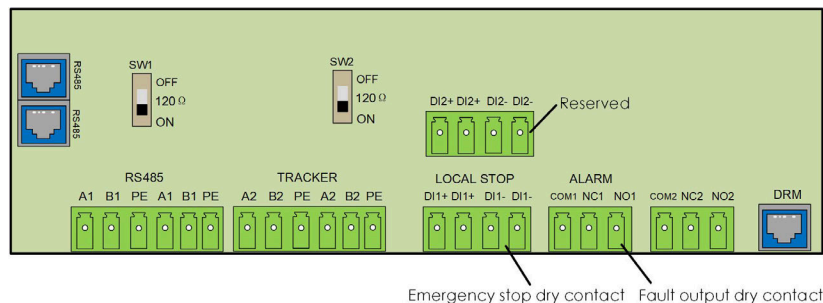 RS485
RS485
SW1
OFF
120 Ω
ON
SW2
OFF
120 Ω
ON
DI2+ DI2+ DI2- DI2-
Reserved
RS485
A1 B1 PE A1 B1 PE
TRACKER
A2 B2 PE A2 B2 PE
LOCAL STOP
DI1+ DI1+ DI1- DI1-
ALARM
COM1 NC1 NO1
COM2 NC2 NO2
DRM
Emergency stop dry contact
Fault output dry contact